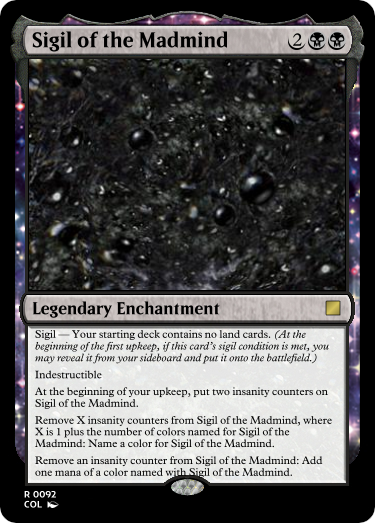 Sigil of the Madmind 2
Legendary Enchantment
Sigil — Your starting deck contains no land cards. (At the
beginning of the first upkeep, if this card's sigil condition is met, you
may reveal it from your sideboard and put it onto the battlefield.)
Indestructible
At the beginning of your upkeep, put two insanity counters on
Sigil of the Madmind.
Remove X insanity counters from Sigil of the Madmind, where
X is 1 plus the number of colors named for Sigil of the
Madmind: Name a color for Sigil of the Madmind.
Remove an insanity counter from Sigil of the Madmind: Add
one mana of a color named with Sigil of the Madmind.
R 0092
COL